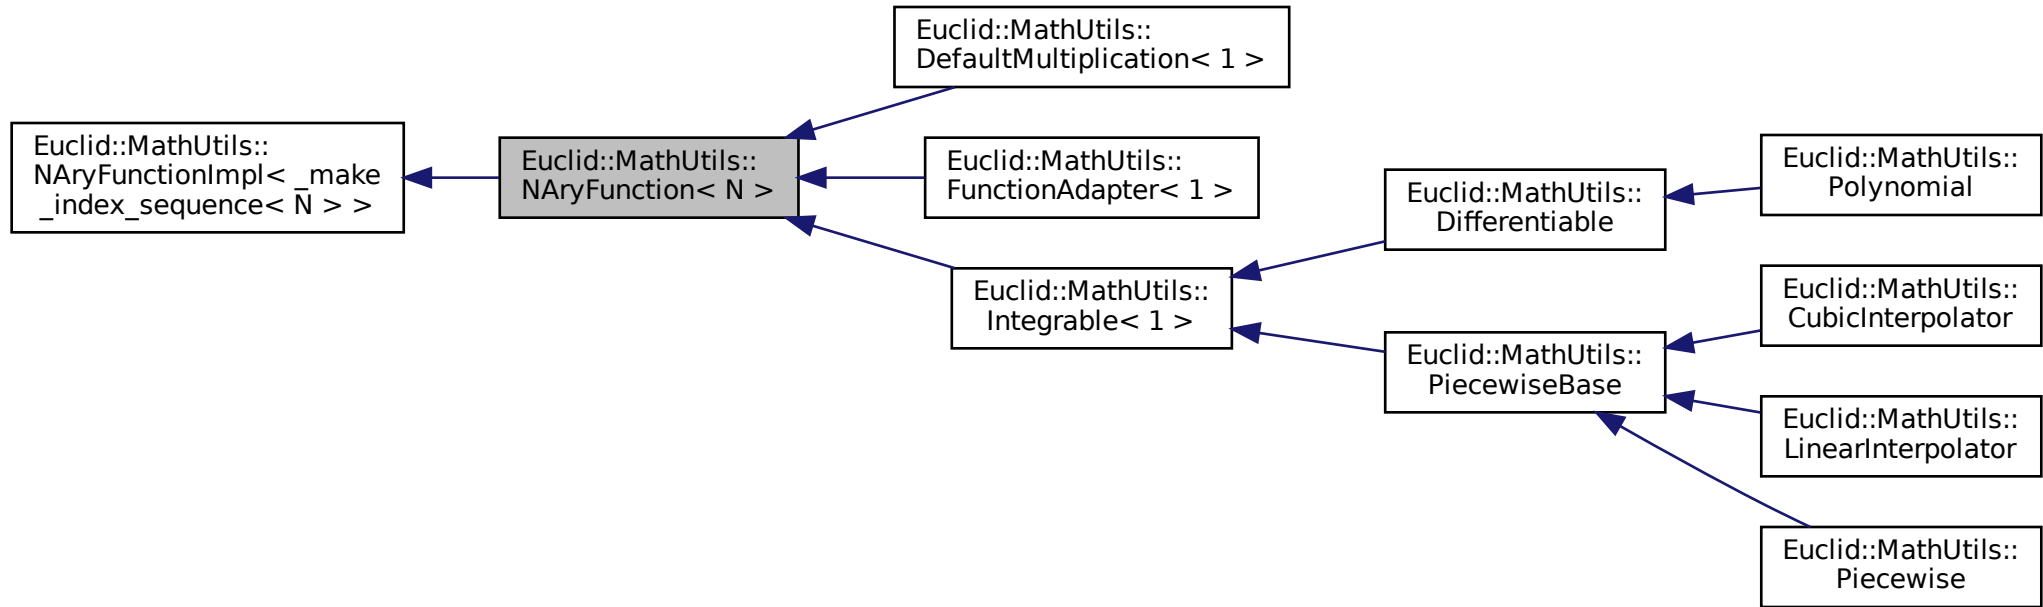 Euclid::MathUtils::
DefaultMultiplication< 1 >
Euclid::MathUtils::
NAryFunctionImpl< _make
_index_sequence< N > >
Euclid::MathUtils::
NAryFunction< N >
Euclid::MathUtils::
FunctionAdapter< 1 >
Euclid::MathUtils::
Integrable< 1 >
Euclid::MathUtils::
Differentiable
Euclid::MathUtils::
PiecewiseBase
Euclid::MathUtils::
Polynomial
Euclid::MathUtils::
CubicInterpolator
Euclid::MathUtils::
LinearInterpolator
Euclid::MathUtils::
Piecewise